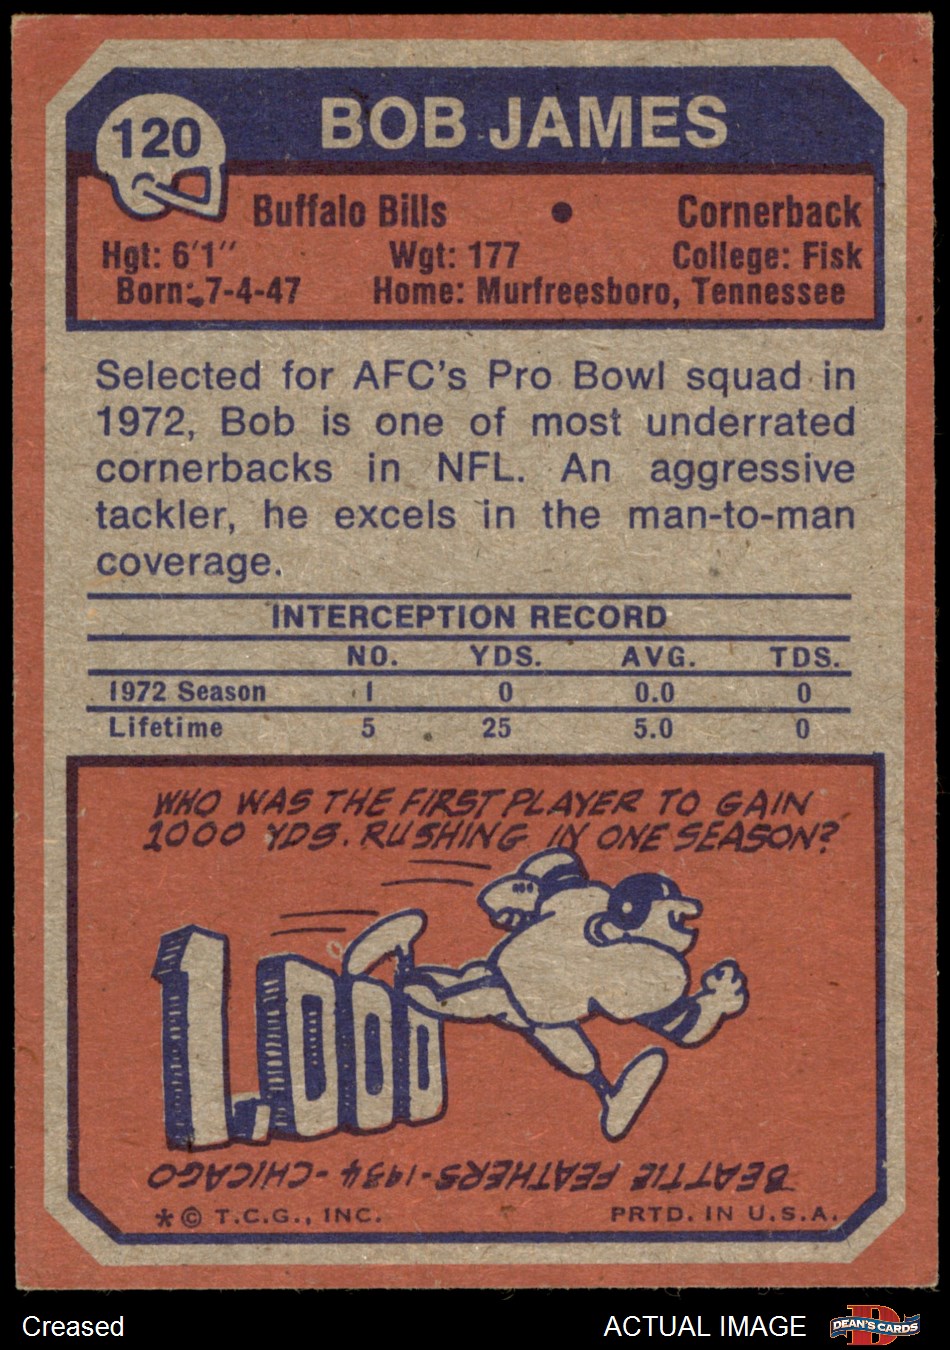 120
BOB JAMES
Buffalo Bills • Cornerback
Hgt: 6'1" Wgt: 177 College: Fisk
Born: 7-4-47 Home: Murfreesboro, Tennessee
Selected for AFC's Pro Bowl squad in
1972, Bob is one of most underrated
cornerbacks in NFL. An aggressive
tackler, he excels in the man-to-man
coverage.
INTERCEPTION RECORD
NO. YDS. AVG. TDS.
1972 Season 1 0 0.0 0
Lifetime 5 25 5.0 0
WHO WAS THE FIRST PLAYER TO GAIN
1000 YDS. RUSHING IN ONE SEASON?
1,000
BEATTIE FEATHERS-1934-CHICAGO
*© T.C.G., INC. PRTD. IN U.S.A.
Creased ACTUAL IMAGE DEAN'S CARDS